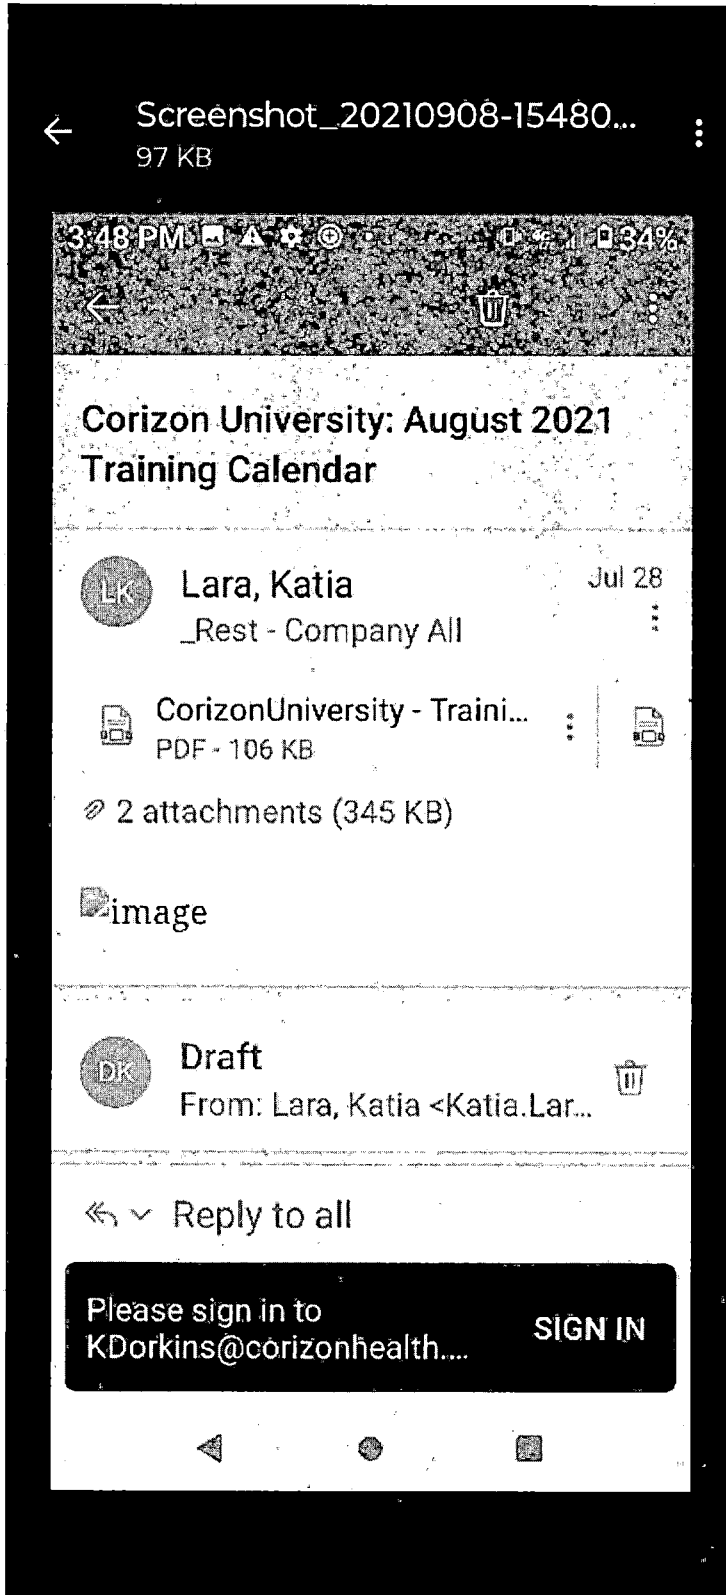 Screenshot_20210908-15480...
97 KB
3:48 PM
34%
Corizon University: August 2021
Training Calendar
LK
Lara, Katia
Jul 28
_Rest - Company All
CorizonUniversity - Traini...
PDF - 106 KB
2 attachments (345 KB)
image
DK
Draft
From: Lara, Katia <Katia.Lar...
Reply to all
Please sign in to
KDorkins@corizonhealth....
SIGN IN